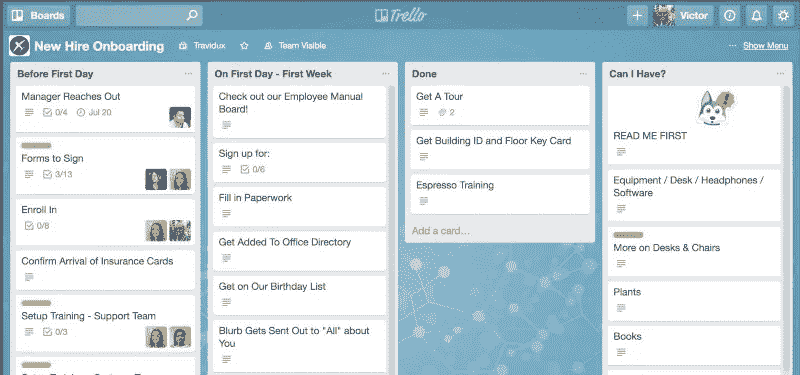 Boards
Trello
Victor
New Hire Onboarding
Travidux
Team Visible
Show Menu
Before First Day
Manager Reaches Out
0/4
Jul 20
Forms to Sign
3/13
Enroll In
0/8
Confirm Arrival of Insurance Cards
Setup Training - Support Team
0/3
On First Day - First Week
Check out our Employee Manual
Board!
Sign up for:
0/6
Fill in Paperwork
Get Added To Office Directory
Get on Our Birthday List
Blurb Gets Sent Out to "All" about
You
Done
Get A Tour
2
Get Building ID and Floor Key Card
Espresso Training
Add a card...
Can I Have?
READ ME FIRST
Equipment / Desk / Headphones /
Software
More on Desks & Chairs
Plants
Books